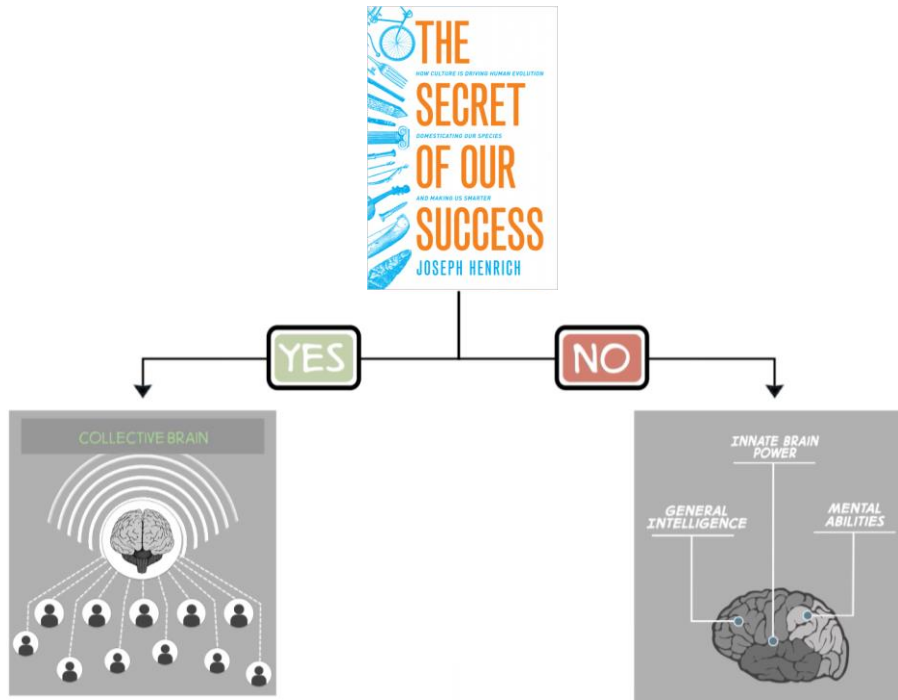 THE
HOW CULTURE IS DRIVING HUMAN EVOLUTION
SECRET
DOMESTICATING OUR SPECIES
OF OUR
AND MAKING US SMARTER
SUCCESS
JOSEPH HENRICH
YES
NO
COLLECTIVE BRAIN
INNATE BRAIN
POWER
GENERAL
INTELLIGENCE
MENTAL
ABILITIES